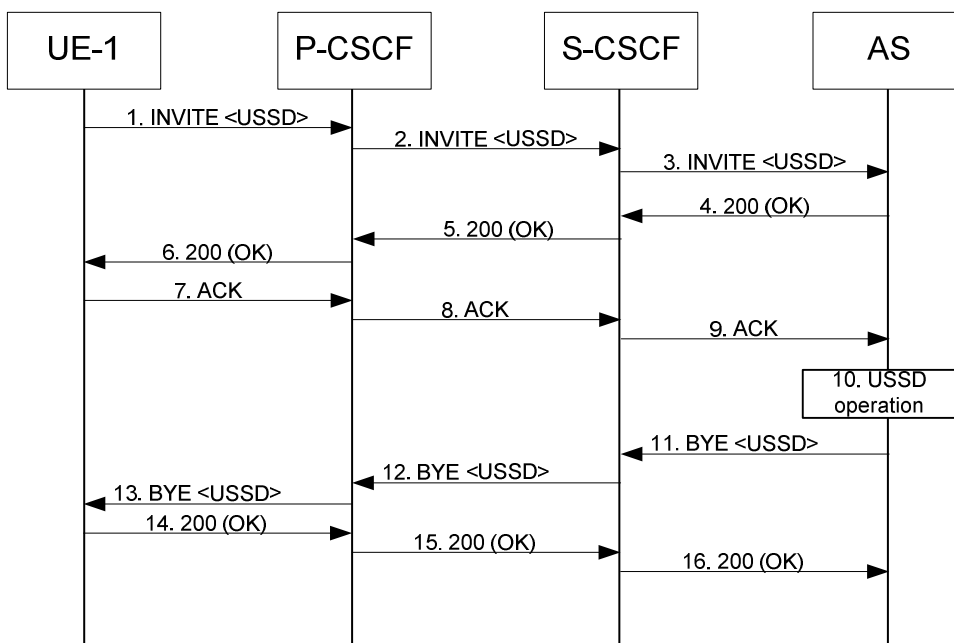 UE-1
P-CSCF
S-CSCF
AS
1. INVITE <USSD>
2. INVITE <USSD>
3. INVITE <USSD>
4. 200 (OK)
5. 200 (OK)
6. 200 (OK)
7. ACK
8. ACK
9. ACK
10. USSD
operation
11. BYE <USSD>
12. BYE <USSD>
13. BYE <USSD>
14. 200 (OK)
15. 200 (OK)
16. 200 (OK)